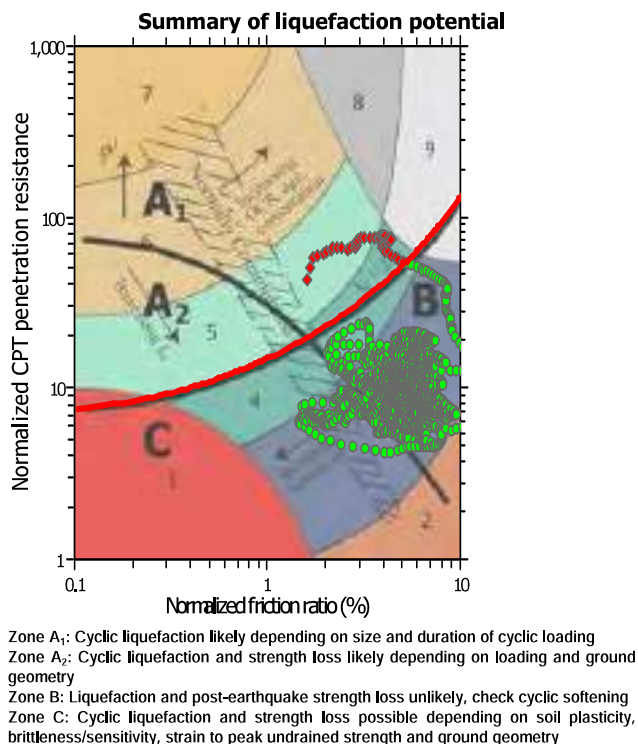 Summary of liquefaction potential
1,000
100
10
1
Normalized CPT penetration resistance
7
8
9
A1
A2
B
5
4
C
1
2
0.1
1
10
Normalized friction ratio (%)
Zone A1: Cyclic liquefaction likely depending on size and duration of cyclic loading
Zone A2: Cyclic liquefaction and strength loss likely depending on loading and ground
geometry
Zone B: Liquefaction and post-earthquake strength loss unlikely, check cyclic softening
Zone C: Cyclic liquefaction and strength loss possible depending on soil plasticity,
brittleness/sensitivity, strain to peak undrained strength and ground geometry